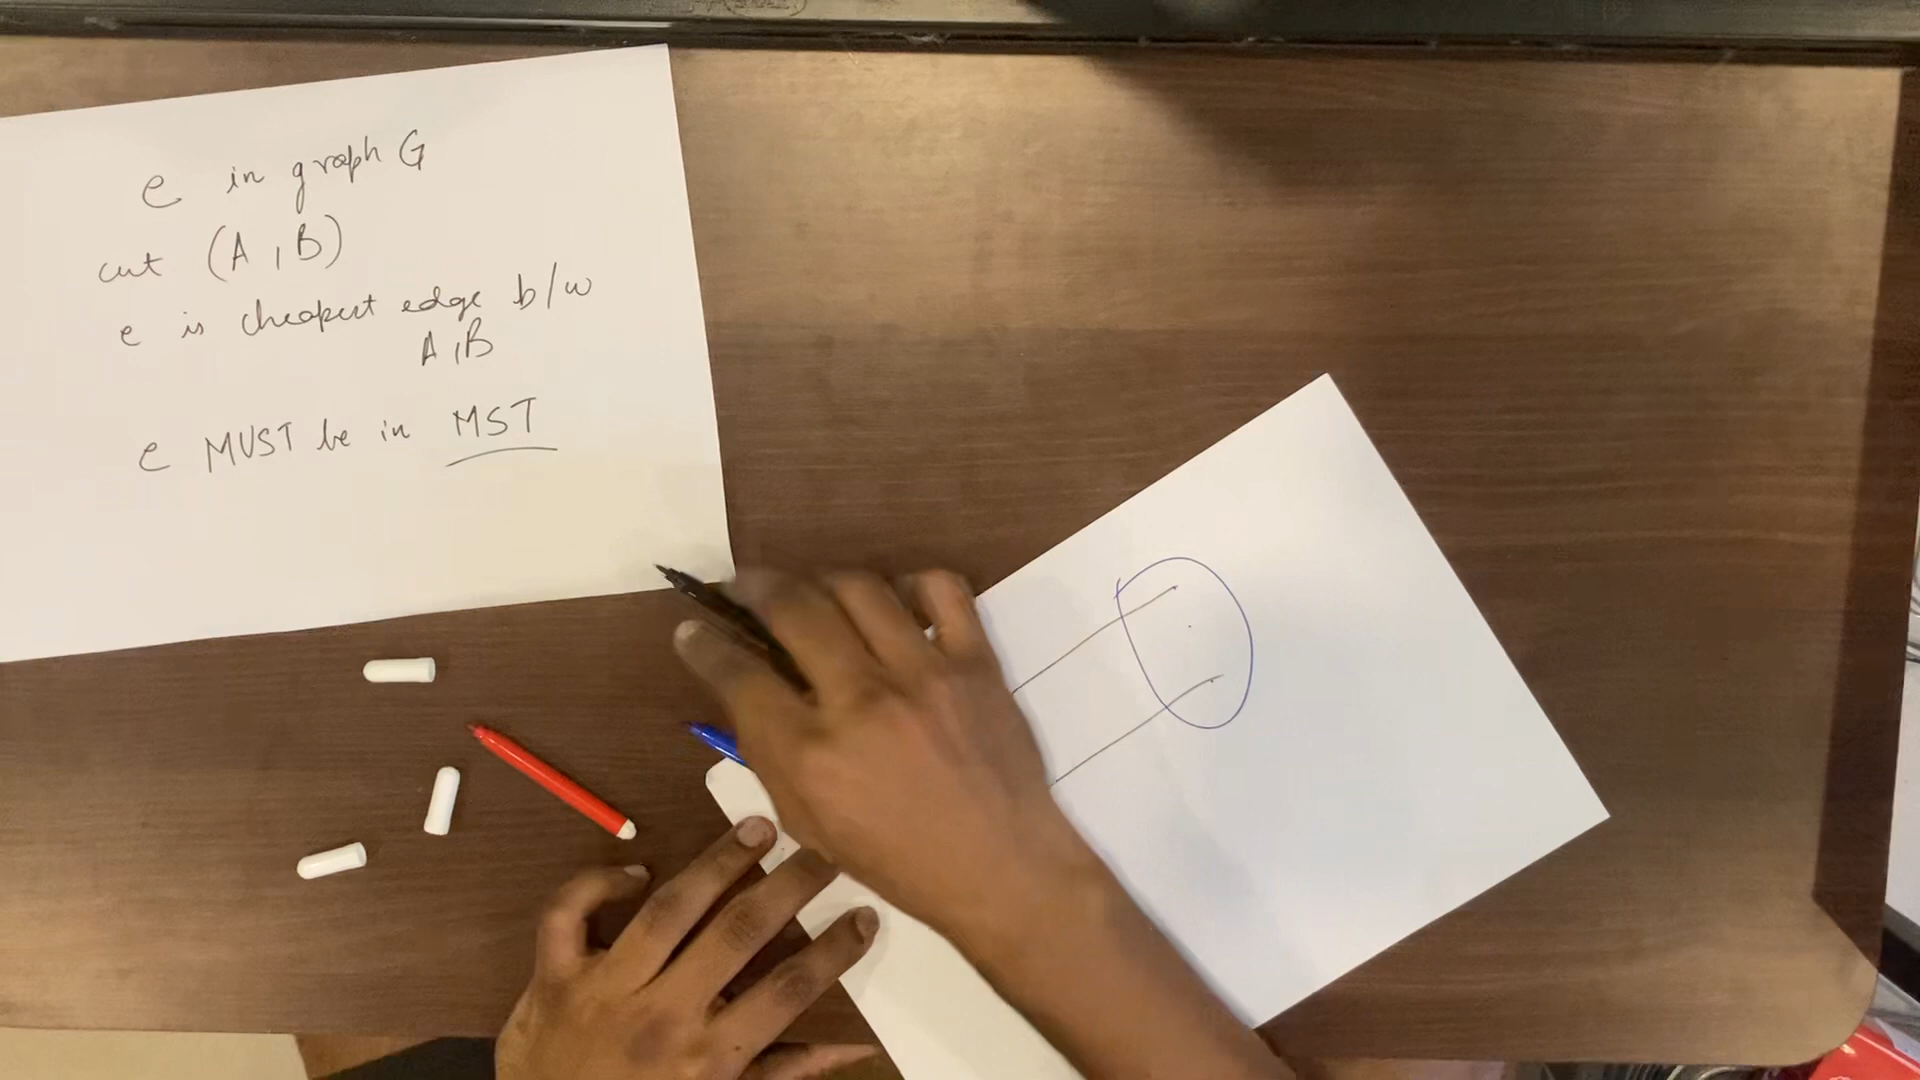 e in graph G
cut (A, B)
e is cheapest edge b/w
A, B
e MUST be in MST